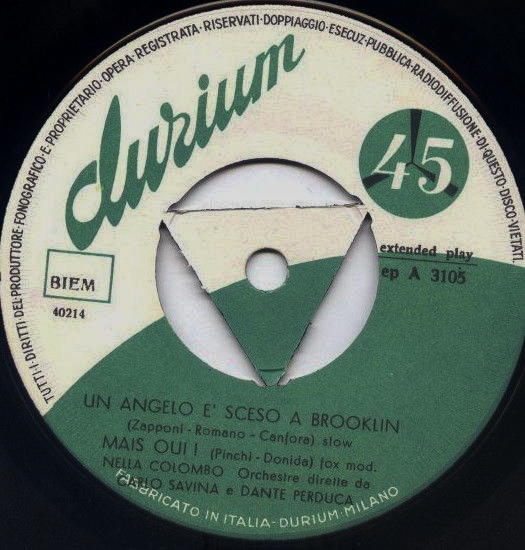 TUTTI·I·DIRITTI·DEL·PRODUTTORE·FONOGRAFICO·E·PROPRIETARIO·OPERA·REGISTRATA·RISERVATI·DOPPIAGGIO·ESECUZ·PUBBLICA·RADIODIFFUSIONE·DI·QUESTO·DISCO·VIETATI
durium
45
BIEM
40214
extended play
ep A 3105
UN ANGELO E' SCESO A BROOKLIN
(Zapponi - Romano - Canfora) slow
MAIS OUI! (Pinchi - Donida) fox mod.
NELLA COLOMBO Orchestre dirette da
CARLO SAVINA e DANTE PERDUCA
FABBRICATO IN ITALIA - DURIUM - MILANO